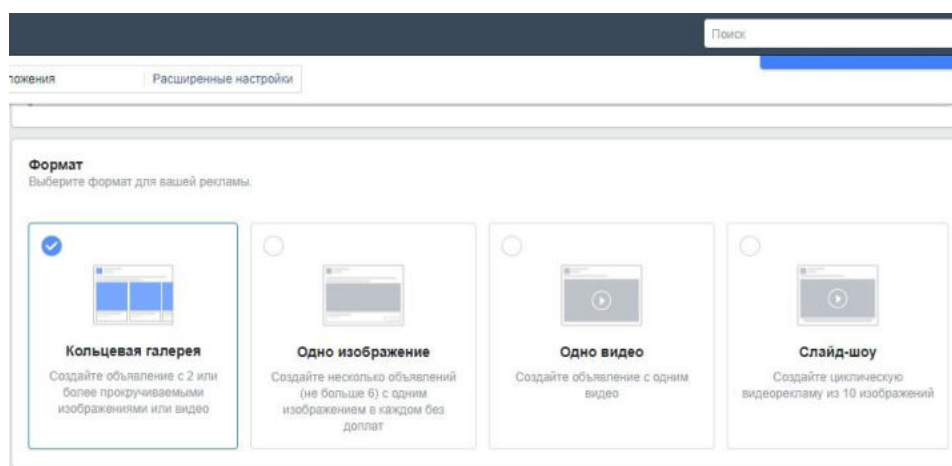 Поиск
ложения
Расширенные настройки
Формат
Выберите формат для вашей рекламы.
Кольцевая галерея
Создайте объявление с 2 или
более прокручиваемыми
изображениями или видео
Одно изображение
Создайте несколько объявлений
(не больше 6) с одним
изображением в каждом без
доплат
Одно видео
Создайте объявление с одним
видео
Слайд-шоу
Создайте циклическую
видеорекламу из 10 изображений